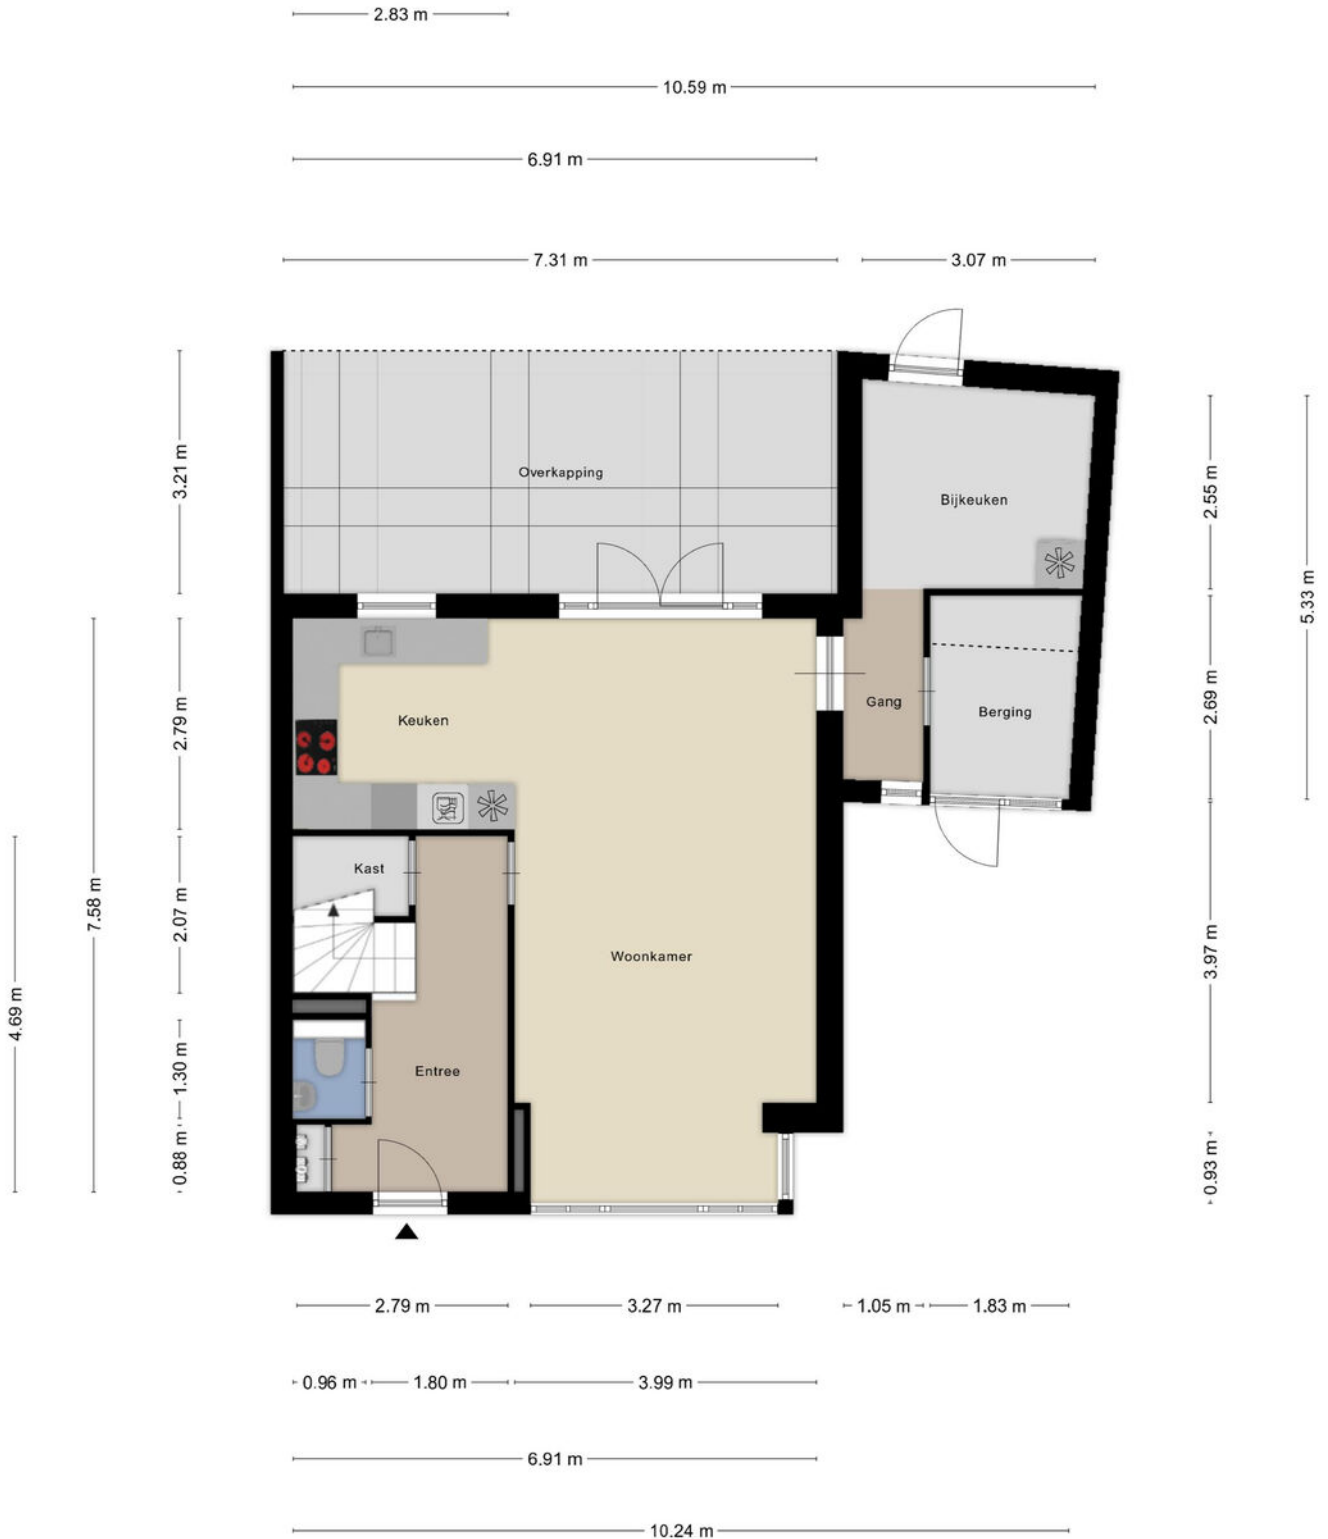 2.83 m
10.59 m
6.91 m
7.31 m
3.07 m
3.21 m
Overkapping
Bijkeuken
2.55 m
5.33 m
Keuken
Gang
Berging
2.69 m
2.79 m
Kast
2.07 m
7.58 m
4.69 m
Woonkamer
3.97 m
Entree
1.30 m
0.88 m
0.93 m
2.79 m
3.27 m
1.05 m
1.83 m
0.96 m
1.80 m
3.99 m
6.91 m
10.24 m